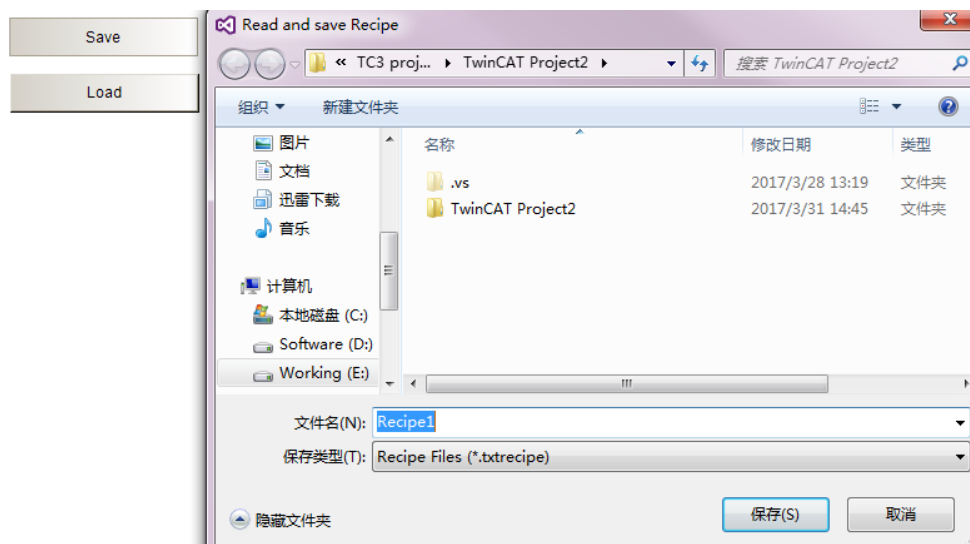 Save
Load
Read and save Recipe
« TC3 proj... TwinCAT Project2
搜索 TwinCAT Project2
组织 新建文件夹
图片
文档
迅雷下载
音乐
计算机
本地磁盘 (C:)
Software (D:)
Working (E:)
名称 修改日期 类型
.vs 2017/3/28 13:19 文件夹
TwinCAT Project2 2017/3/31 14:45 文件夹
文件名(N): Recipe1
保存类型(T): Recipe Files (*.txtrecipe)
隐藏文件夹 保存(S) 取消